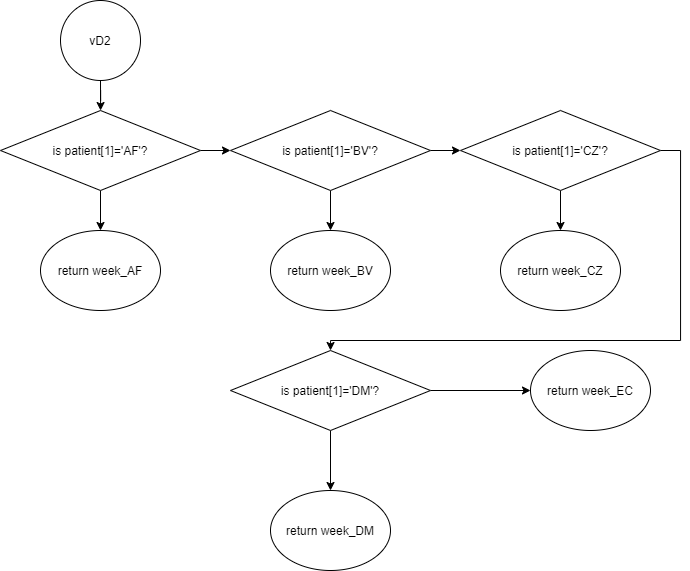 vD2
is patient[1]='AF'?
is patient[1]='BV'?
is patient[1]='CZ'?
return week_AF
return week_BV
return week_CZ
is patient[1]='DM'?
return week_EC
return week_DM